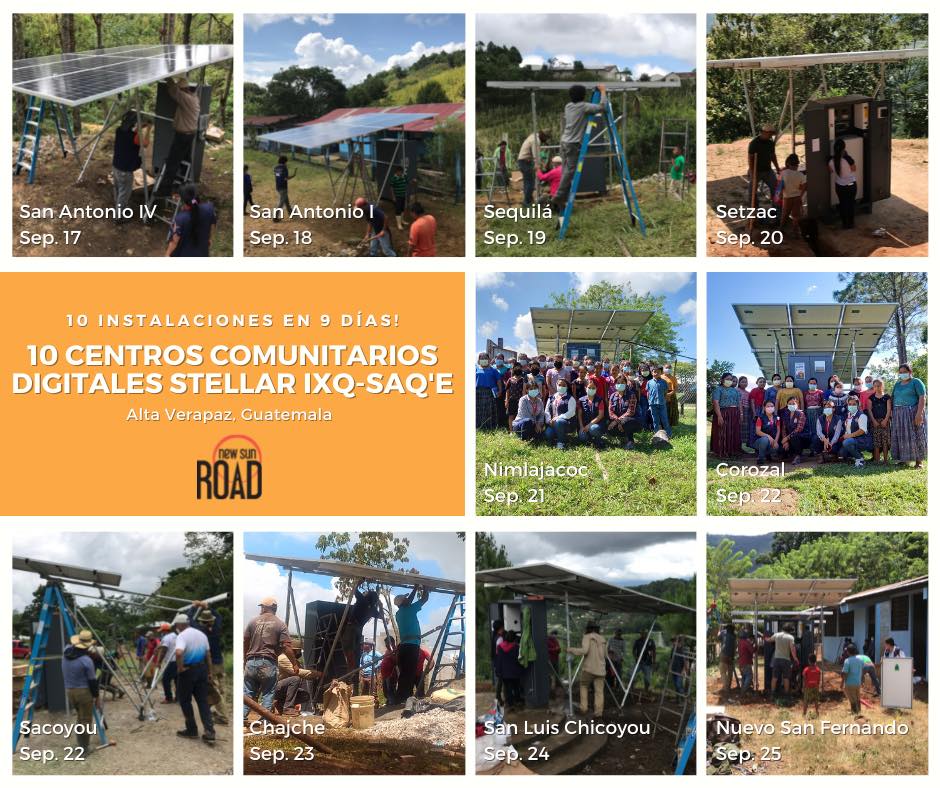 San Antonio IV
Sep. 17
San Antonio I
Sep. 18
Sequilá
Sep. 19
Setzac
Sep. 20
10 INSTALACIONES EN 9 DÍAS!
10 CENTROS COMUNITARIOS
DIGITALES STELLAR IXQ-SAQ'E
Alta Verapaz, Guatemala
new sun
ROAD
Nimlajacoc
Sep. 21
Corozal
Sep. 22
Sacoyou
Sep. 22
Chajche
Sep. 23
San Luis Chicoyou
Sep. 24
Nuevo San Fernando
Sep. 25